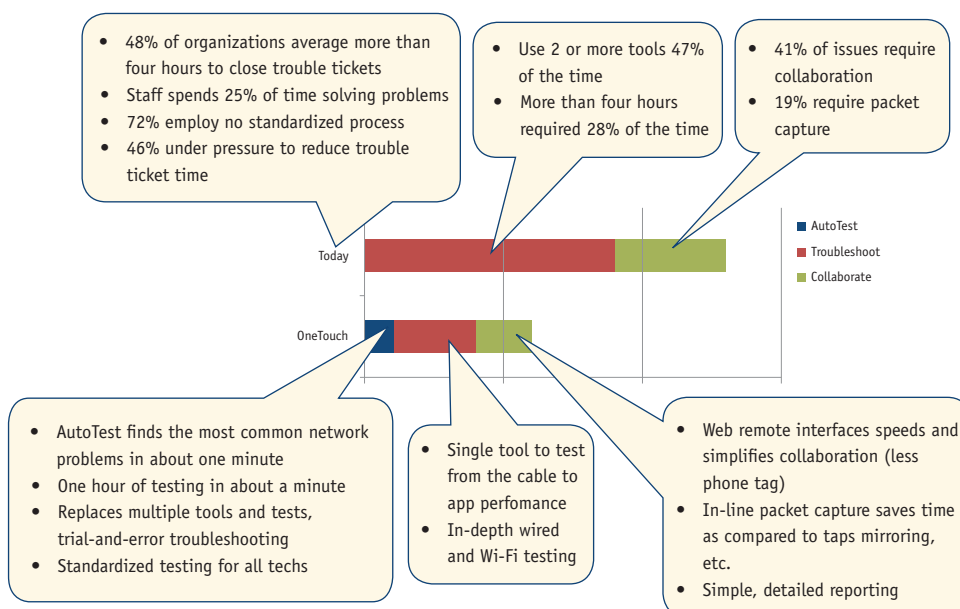 • 48% of organizations average more than
four hours to close trouble tickets
• Staff spends 25% of time solving problems
• 72% employ no standardized process
• 46% under pressure to reduce trouble
ticket time
• Use 2 or more tools 47%
of the time
• More than four hours
required 28% of the time
• 41% of issues require
collaboration
• 19% require packet
capture
Today
OneTouch
AutoTest
Troubleshoot
Collaborate
• AutoTest finds the most common network
problems in about one minute
• One hour of testing in about a minute
• Replaces multiple tools and tests,
trial-and-error troubleshooting
• Standardized testing for all techs
• Single tool to test
from the cable to
app perfomance
• In-depth wired
and Wi-Fi testing
• Web remote interfaces speeds and
simplifies collaboration (less
phone tag)
• In-line packet capture saves time
as compared to taps mirroring,
etc.
• Simple, detailed reporting